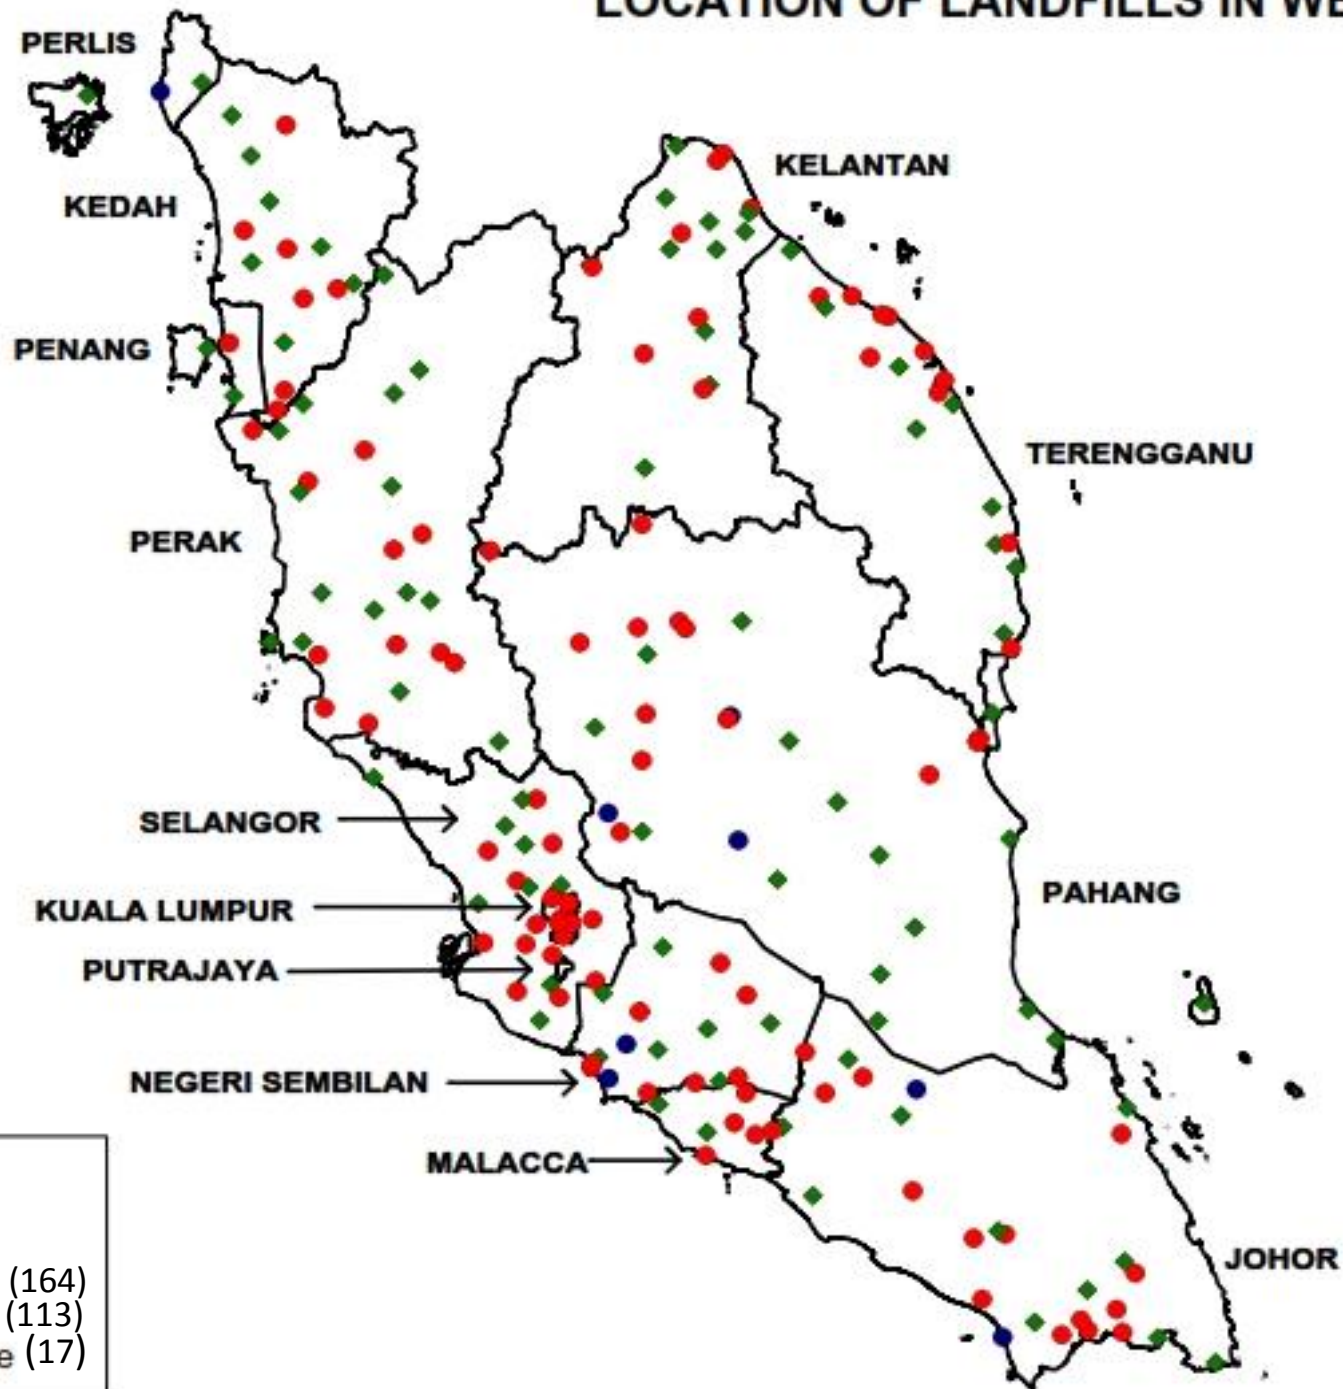 LOCATION OF LANDFILLS IN WE
PERLIS
KELANTAN
KEDAH
PENANG
TERENGGANU
PERAK
SELANGOR
PAHANG
KUALA LUMPUR
PUTRAJAYA
NEGERI SEMBILAN
MALACCA
JOHOR
(164)
(113)
e (17)